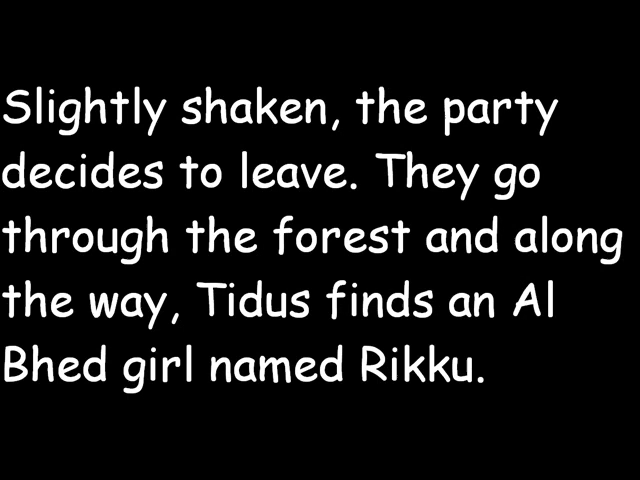 Slightly shaken, the party
decides to leave. They go
through the forest and along
the way, Tidus finds an Al
Bhed girl named Rikku.